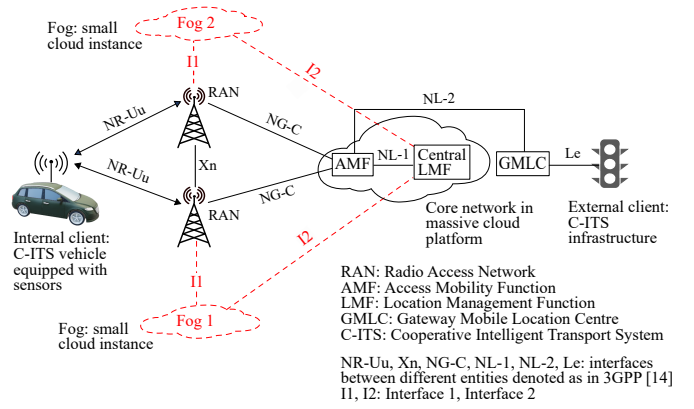 Fog: small
cloud instance
Fog 2
I1
I2
RAN
NR-Uu
NG-C
NL-2
Xn
NR-Uu
AMF
NL-1
Central
LMF
GMLC
Le
RAN
NG-C
Internal client:
C-ITS vehicle
equipped with
sensors
Core network in
massive cloud
platform
External client:
C-ITS
infrastructure
I2
I1
Fog 1
Fog: small
cloud instance
RAN: Radio Access Network
AMF: Access Mobility Function
LMF: Location Management Function
GMLC: Gateway Mobile Location Centre
C-ITS: Cooperative Intelligent Transport System
NR-Uu, Xn, NG-C, NL-1, NL-2, Le: interfaces
between different entities denoted as in 3GPP [14]
I1, I2: Interface 1, Interface 2